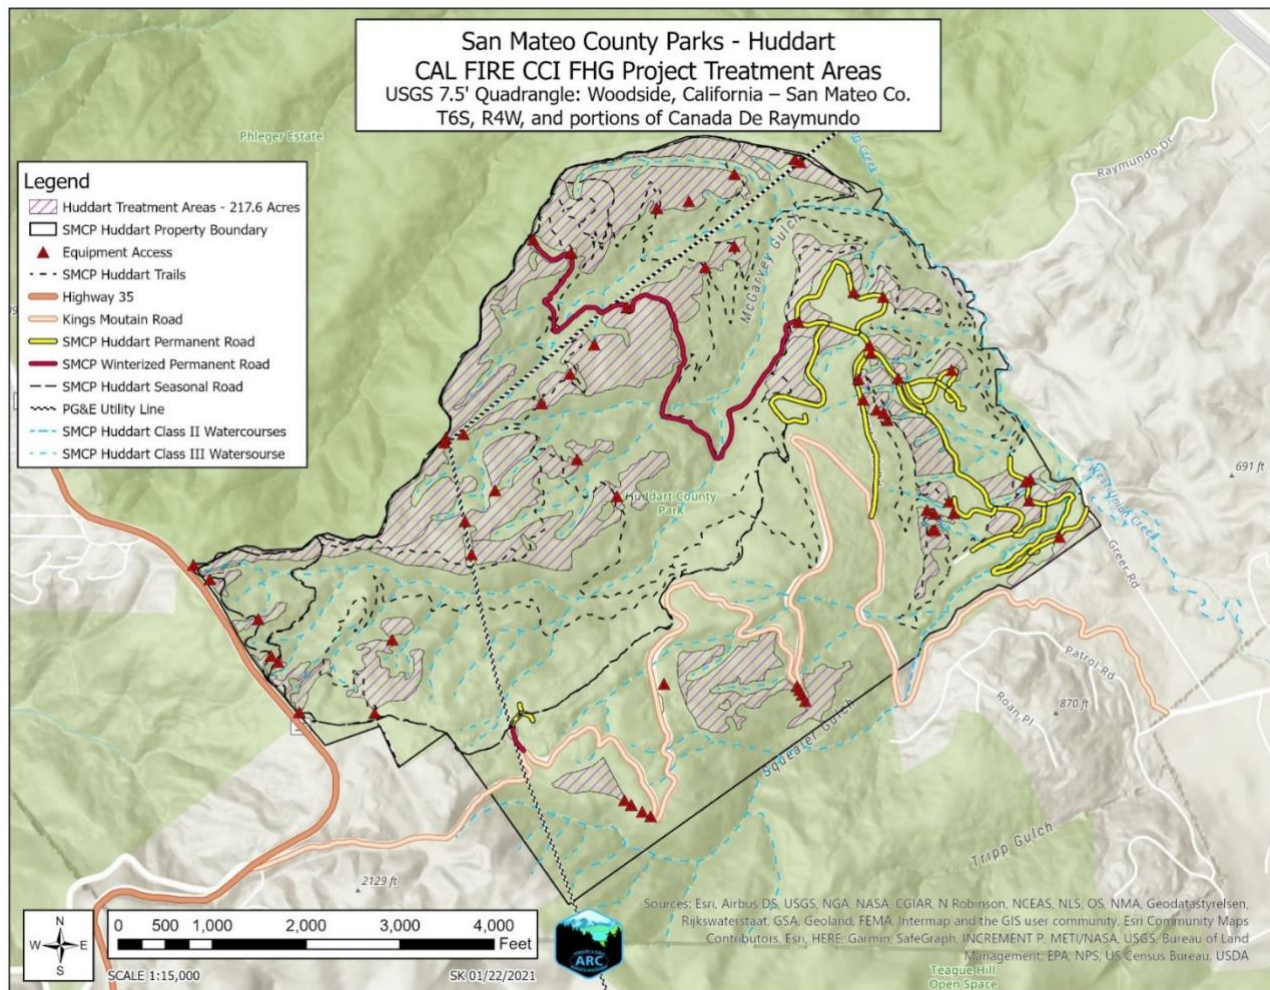 San Mateo County Parks - Huddart
CAL FIRE CCI FHG Project Treatment Areas
USGS 7.5' Quadrangle: Woodside, California – San Mateo Co.
T6S, R4W, and portions of Canada De Raymundo
Phleger Estate
Raymundo Dr
Creek
Legend
Huddart Treatment Areas - 217.6 Acres
SMCP Huddart Property Boundary
Equipment Access
SMCP Huddart Trails
Highway 35
Kings Moutain Road
SMCP Huddart Permanent Road
SMCP Winterized Permanent Road
SMCP Huddart Seasonal Road
PG&E Utility Line
SMCP Huddart Class II Watercourses
SMCP Huddart Class III Watersourse
McGarvey Gulch
691 ft
Huddart County
Park
West Union Creek
Greer Rd
Patrol Rd
Roan Pl
870 ft
Squealer Gulch
Tripp Gulch
2129 ft
N
W E
S
0 500 1,000 2,000 3,000 4,000
Feet
SCALE 1:15,000
SK 01/22/2021
ARC
Sources: Esri, Airbus DS, USGS, NGA, NASA, CGIAR, N Robinson, NCEAS, NLS, OS, NMA, Geodatastyrelsen,
Rijkswaterstaat, GSA, Geoland, FEMA, Intermap and the GIS user community, Esri Community Maps
Contributors, Esri, HERE, Garmin, SafeGraph, INCREMENT P, METI/NASA, USGS, Bureau of Land
Management, EPA, NPS, US Census Bureau, USDA
Teague Hill
Open Space